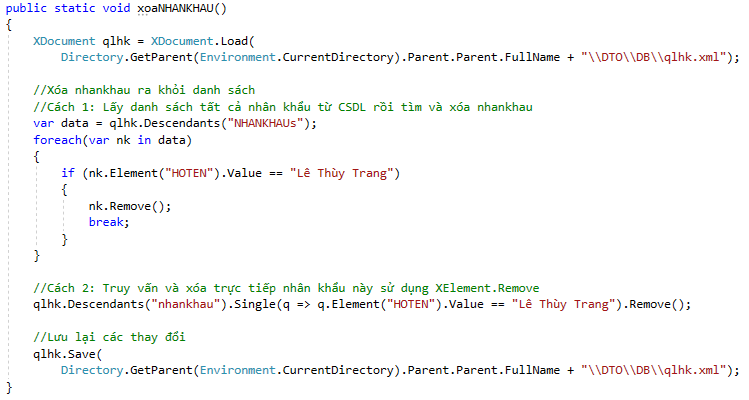 public static void xoaNHANKHAU()
{
XDocument qlhk = XDocument.Load(
Directory.GetParent(Environment.CurrentDirectory).Parent.Parent.FullName + "\\DTO\\DB\\qlhk.xml");
//Xóa nhankhau ra khỏi danh sách
//Cách 1: Lấy danh sách tất cả nhân khẩu từ CSDL rồi tìm và xóa nhankhau
var data = qlhk.Descendants("NHANKHAUs");
foreach(var nk in data)
{
if (nk.Element("HOTEN").Value == "Lê Thùy Trang")
{
nk.Remove();
break;
}
}
//Cách 2: Truy vấn và xóa trực tiếp nhân khẩu này sử dụng XElement.Remove
qlhk.Descendants("nhankhau").Single(q => q.Element("HOTEN").Value == "Lê Thùy Trang").Remove();
//Lưu lại các thay đổi
qlhk.Save(
Directory.GetParent(Environment.CurrentDirectory).Parent.Parent.FullName + "\\DTO\\DB\\qlhk.xml");
}